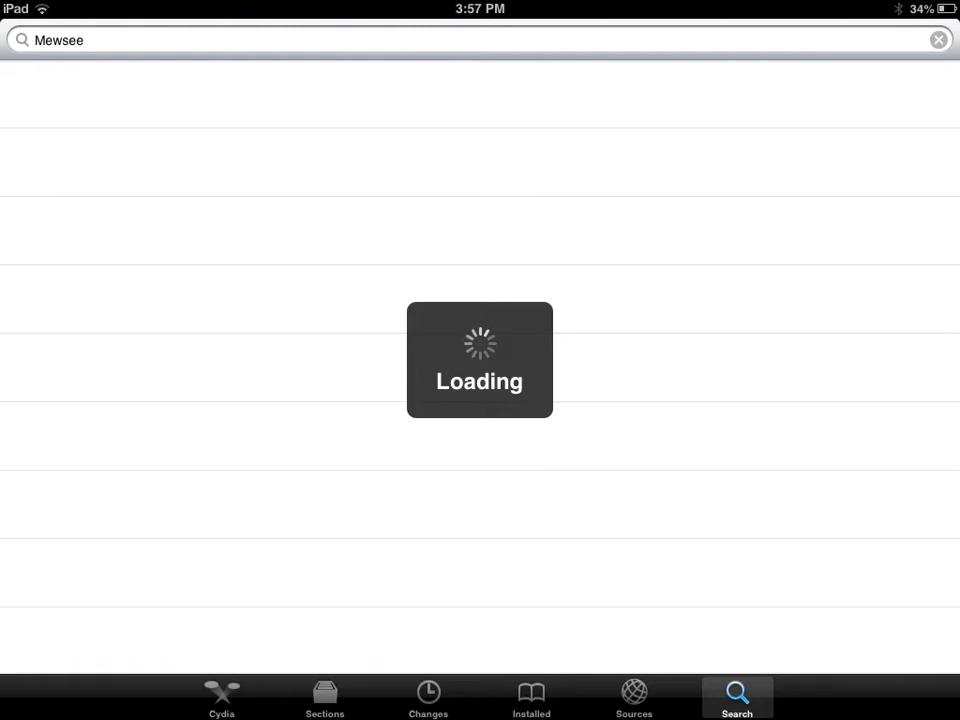 iPad 3:57 PM 34%
Mewsee
Loading
Cydia Sections Changes Installed Sources Search